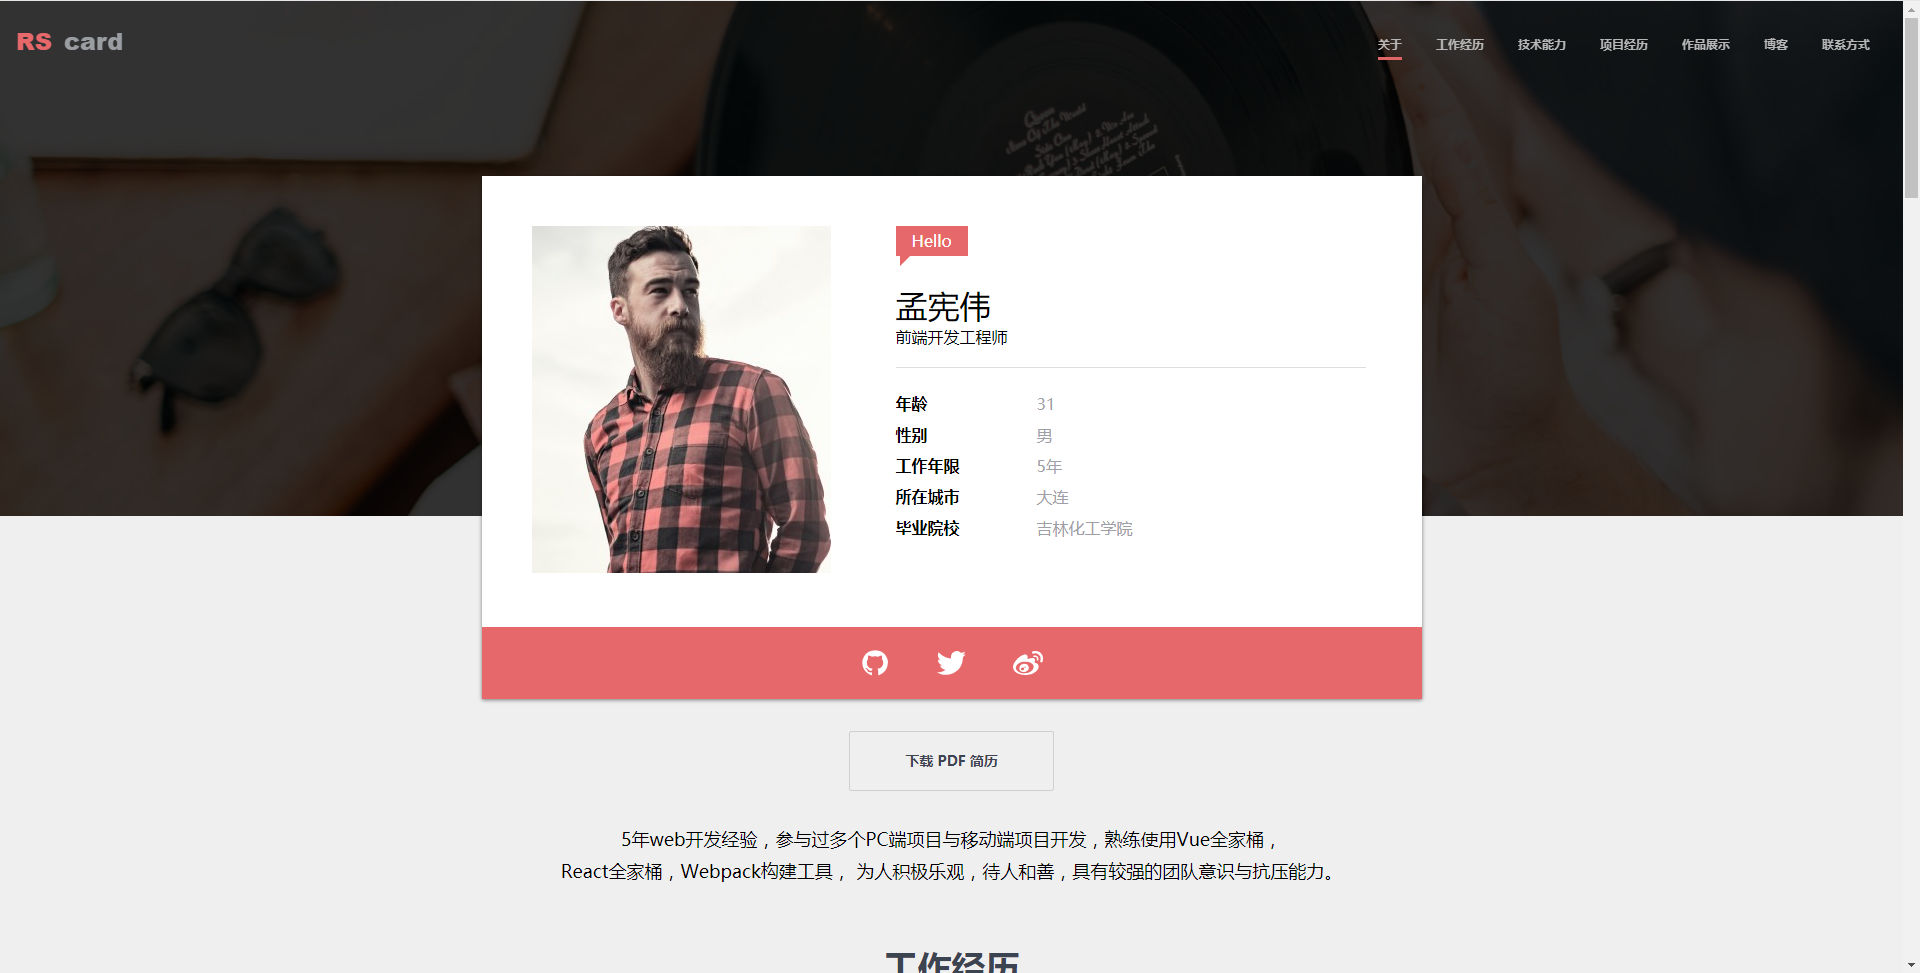 RS card
关于 工作经历 技术能力 项目经历 作品展示 博客 联系方式
Queen
News Of The World
Side One
Hello
孟宪伟
前端开发工程师
年龄 31
性别 男
工作年限 5年
所在城市 大连
毕业院校 吉林化工学院
下载 PDF 简历
5年web开发经验，参与过多个PC端项目与移动端项目开发，熟练使用Vue全家桶，
React全家桶，Webpack构建工具， 为人积极乐观，待人和善，具有较强的团队意识与抗压能力。
工作经历